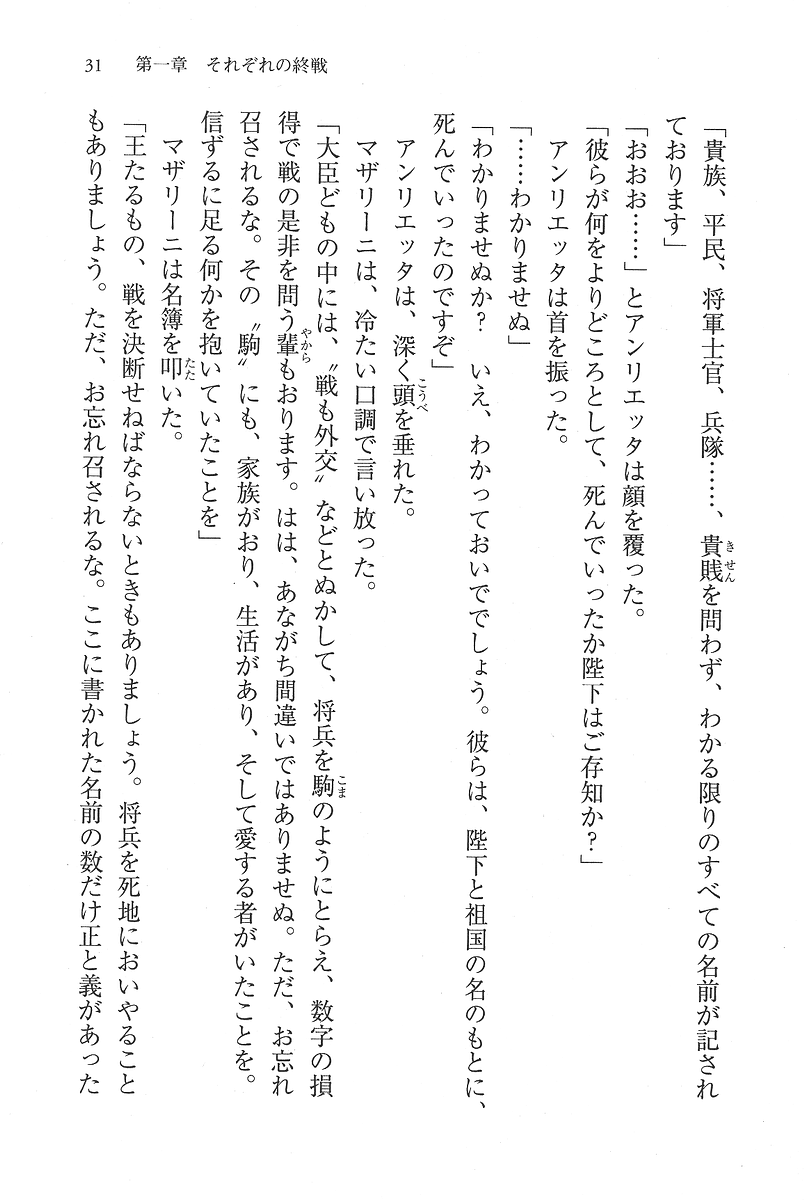 31　第一章　それぞれの終戦
「貴族、平民、将軍士官、兵隊……、貴賤を問わず、わかる限りのすべての名前が記され
ております」
「おおお……」とアンリエッタは顔を覆った。
「彼らが何をよりどころとして、死んでいったか陛下はご存知か？」
　アンリエッタは首を振った。
「……わかりませぬ」
「わかりませぬか？　いえ、わかっておいででしょう。彼らは、陛下と祖国の名のもとに、
死んでいったのですぞ」
　アンリエッタは、深く頭を垂れた。
　マザリーニは、冷たい口調で言い放った。
「大臣どもの中には、〝戦も外交〟などとぬかして、将兵を駒のようにとらえ、数字の損
得で戦の是非を問う輩もおります。はは、あながち間違いではありませぬ。ただ、お忘れ
召されるな。その〝駒〟にも、家族がおり、生活があり、そして愛する者がいたことを。
信ずるに足る何かを抱いていたことを」
　マザリーニは名簿を叩いた。
「王たるもの、戦を決断せねばならないときもありましょう。将兵を死地においやること
もありましょう。ただ、お忘れ召されるな。ここに書かれた名前の数だけ正と義があった